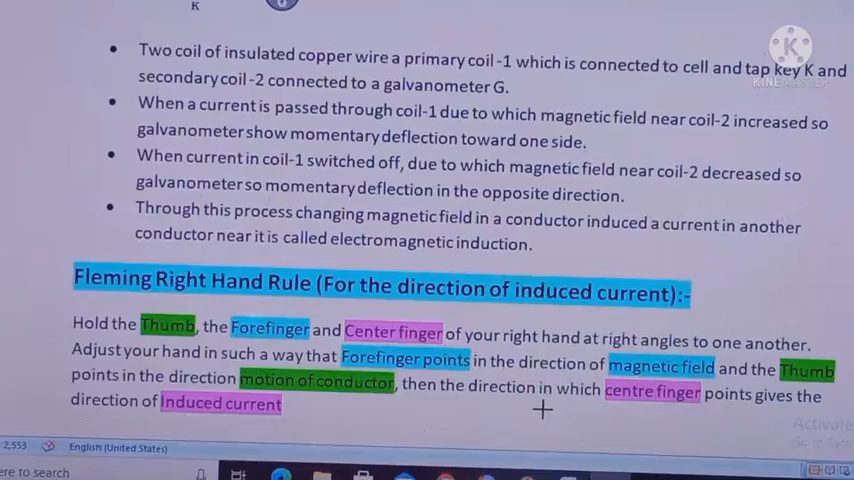 K
G
K
KINEMASTER
• Two coil of insulated copper wire a primary coil -1 which is connected to cell and tap key K and
secondary coil -2 connected to a galvanometer G.
• When a current is passed through coil-1 due to which magnetic field near coil-2 increased so
galvanometer show momentary deflection toward one side.
• When current in coil-1 switched off, due to which magnetic field near coil-2 decreased so
galvanometer so momentary deflection in the opposite direction.
• Through this process changing magnetic field in a conductor induced a current in another
conductor near it is called electromagnetic induction.
Fleming Right Hand Rule (For the direction of induced current):-
Hold the Thumb, the Forefinger and Center finger of your right hand at right angles to one another.
Adjust your hand in such a way that Forefinger points in the direction of magnetic field and the Thumb
points in the direction motion of conductor, then the direction in which centre finger points gives the
direction of Induced current
Activate
2,553 English (United States)
ere to search